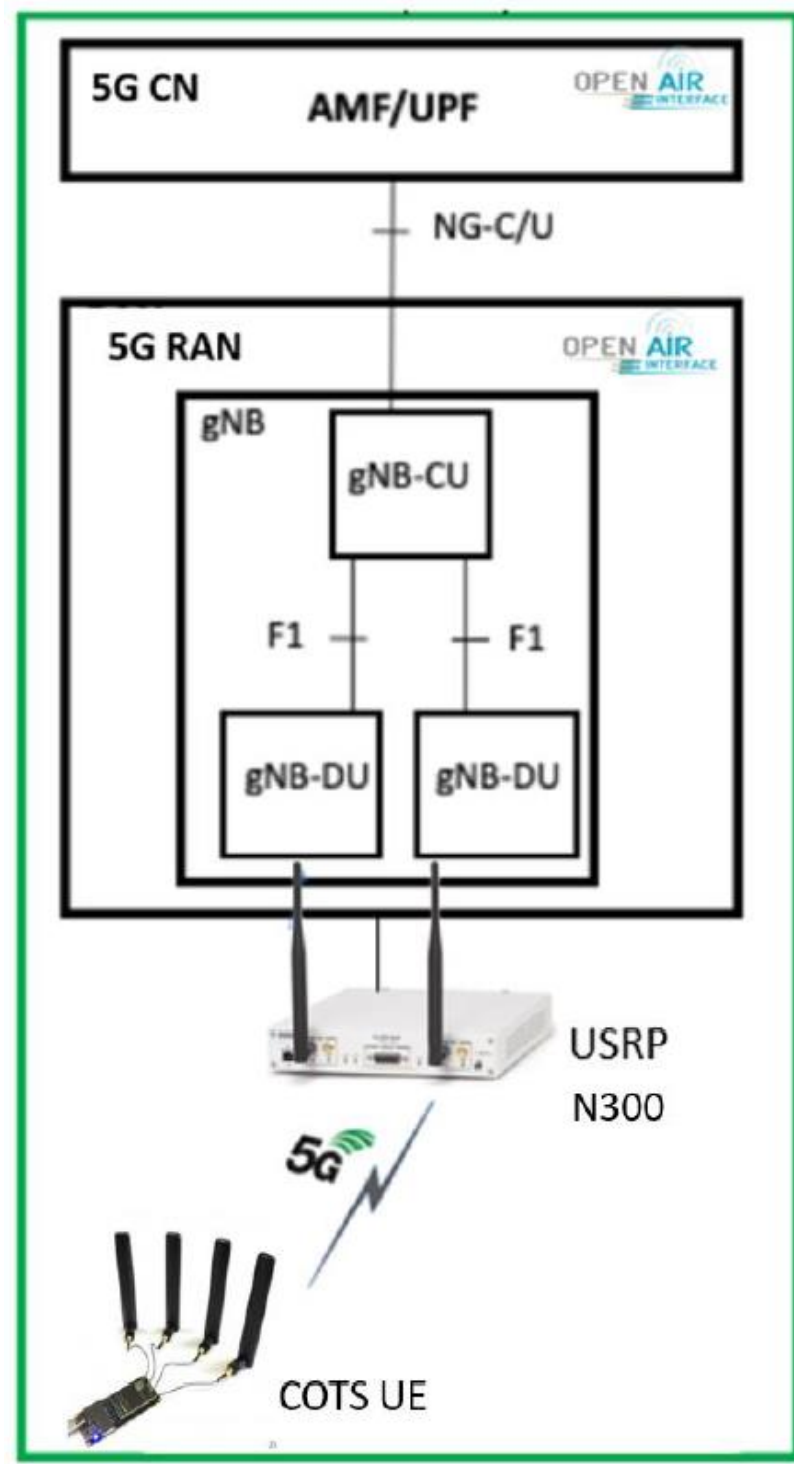 5G CN
AMF/UPF
OPEN AIR
INTERFACE
NG-C/U
5G RAN
OPEN AIR
INTERFACE
gNB
gNB-CU
F1
F1
gNB-DU
gNB-DU
USRP
N300
5G
COTS UE